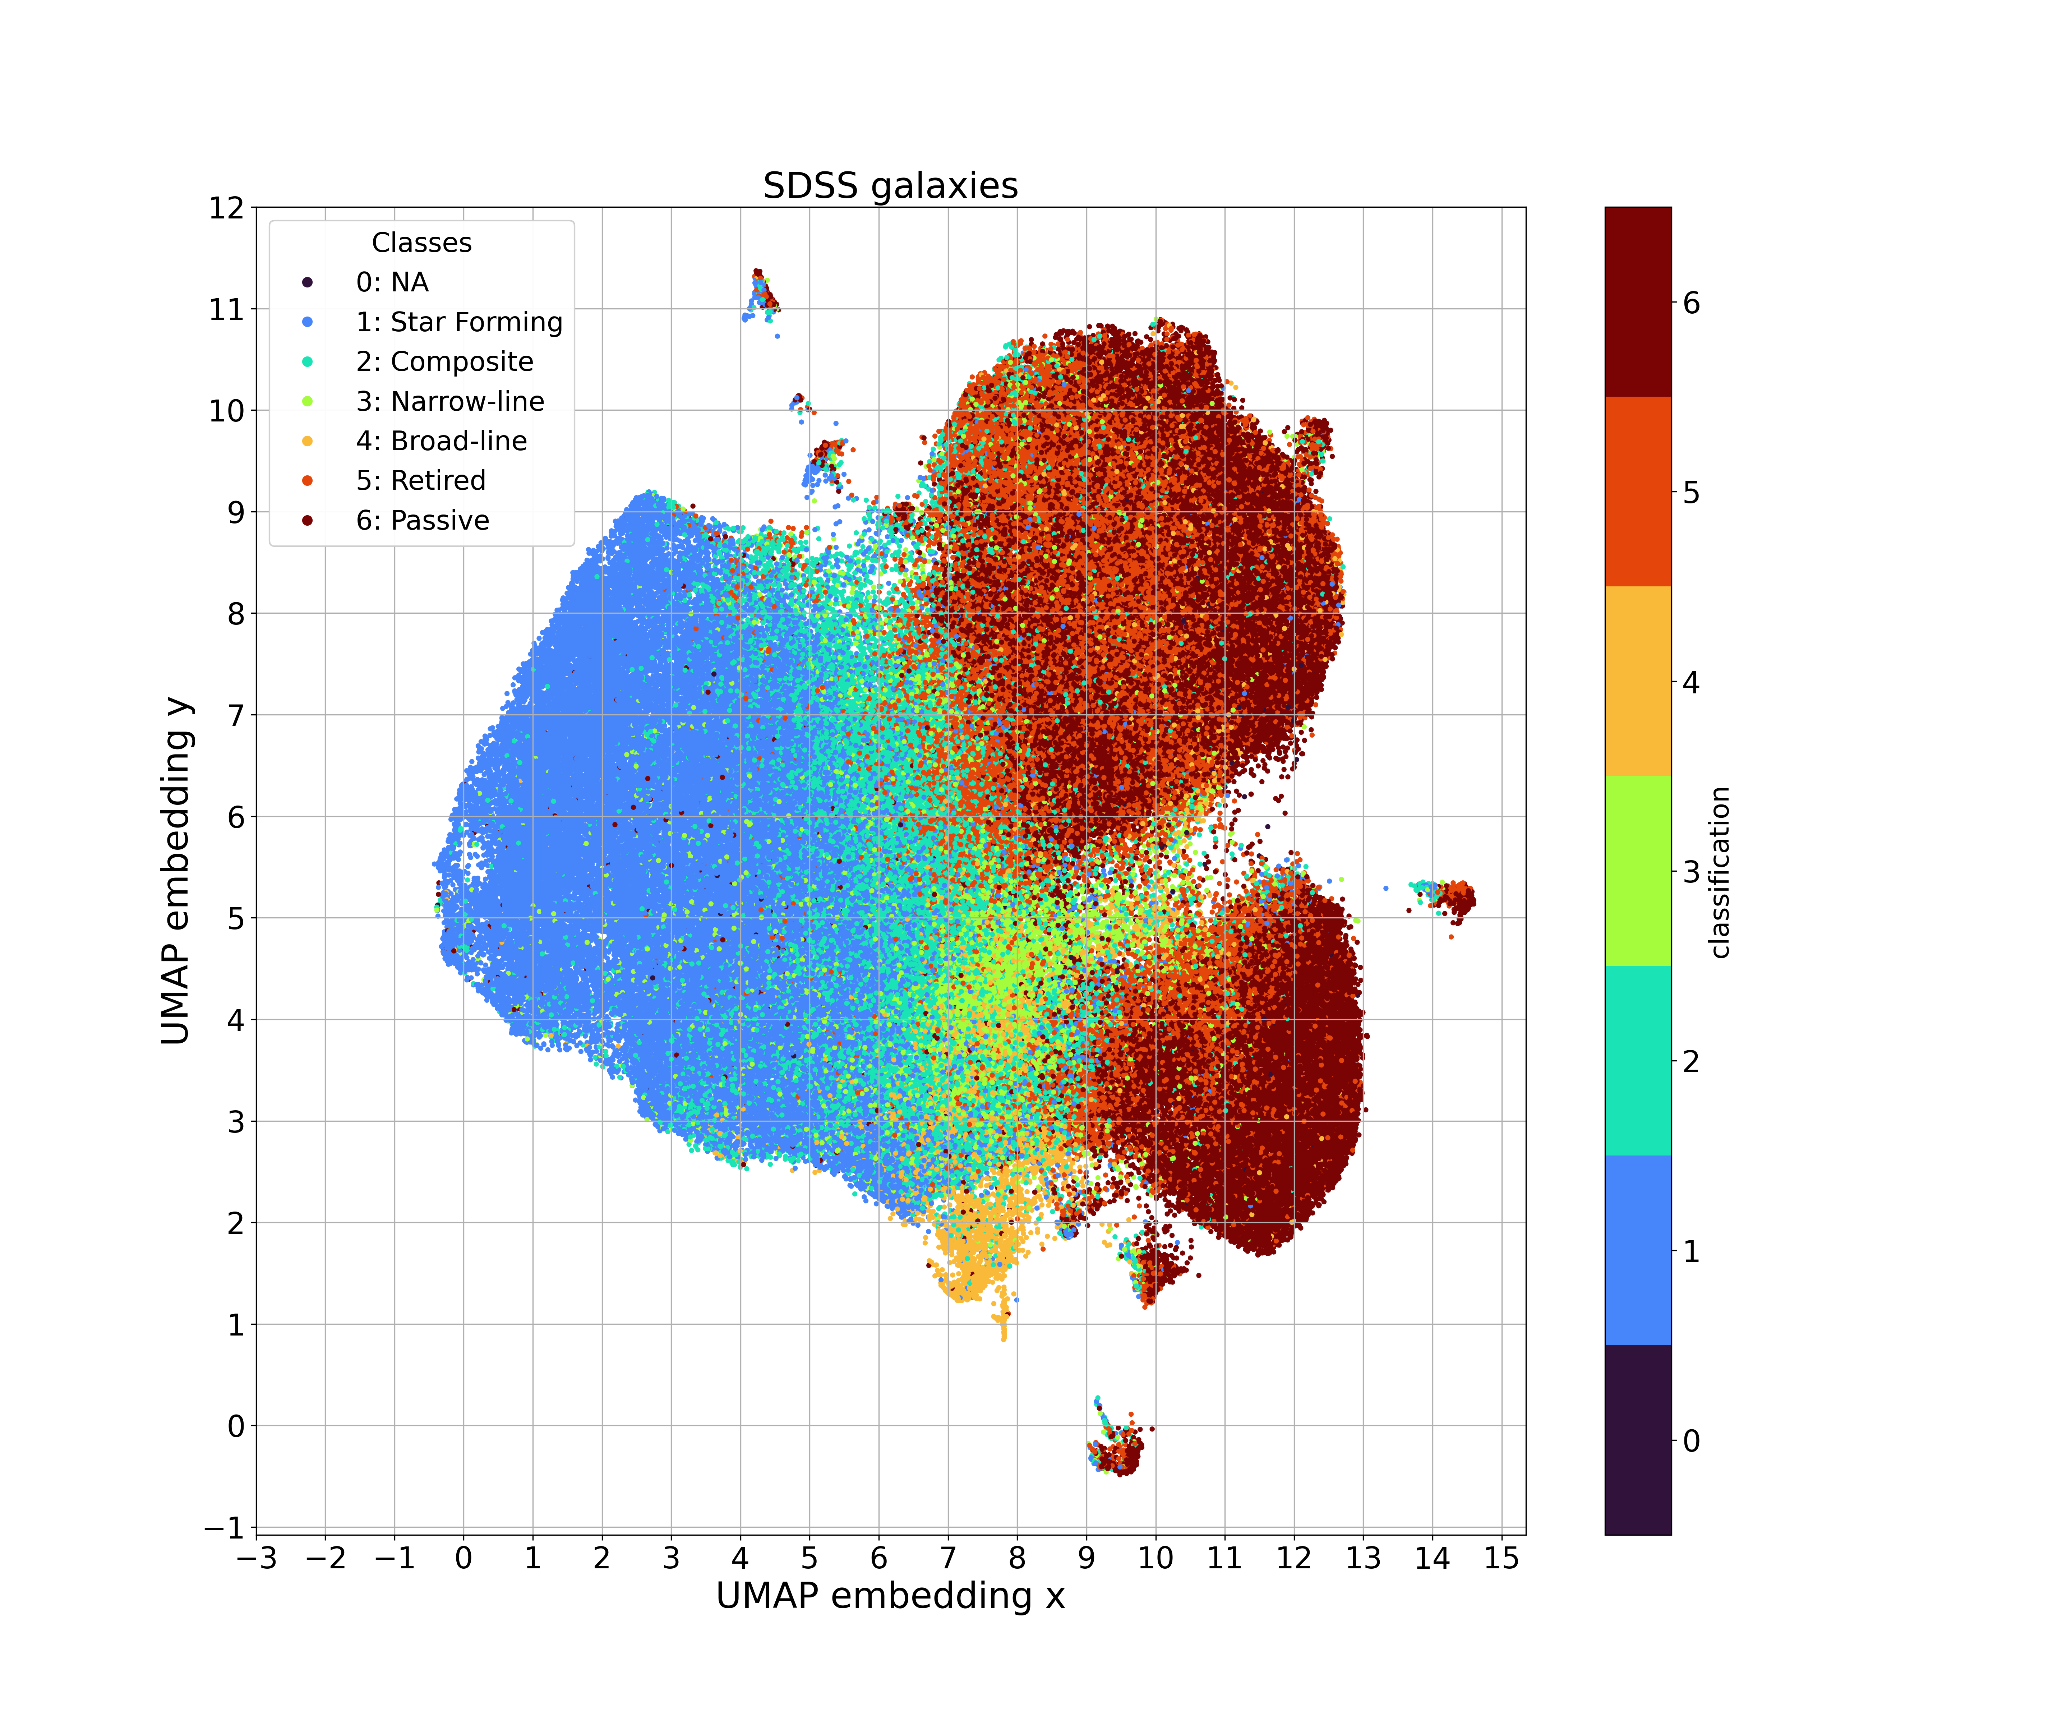 SDSS galaxies
12
11
10
9
8
7
6
5
4
3
2
1
0
−1
UMAP embedding y
Classes
0: NA
1: Star Forming
2: Composite
3: Narrow-line
4: Broad-line
5: Retired
6: Passive
−3 −2 −1 0 1 2 3 4 5 6 7 8 9 10 11 12 13 14 15
UMAP embedding x
6
5
4
3
2
1
0
classification